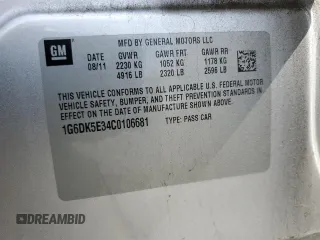 GM
MFD BY GENERAL MOTORS LLC
DATE GVWR GAWR FRT GAWR RR
08/11 2230 KG 1052 KG 1178 KG
4916 LB 2320 LB 2596 LB
THIS VEHICLE CONFORMS TO ALL APPLICABLE U.S. FEDERAL MOTOR
VEHICLE SAFETY, BUMPER, AND THEFT PREVENTION STANDARDS IN
EFFECT ON THE DATE OF MANUFACTURE SHOWN ABOVE.
1G6DK5E34C0106681 TYPE: PASS CAR
DREAMBID